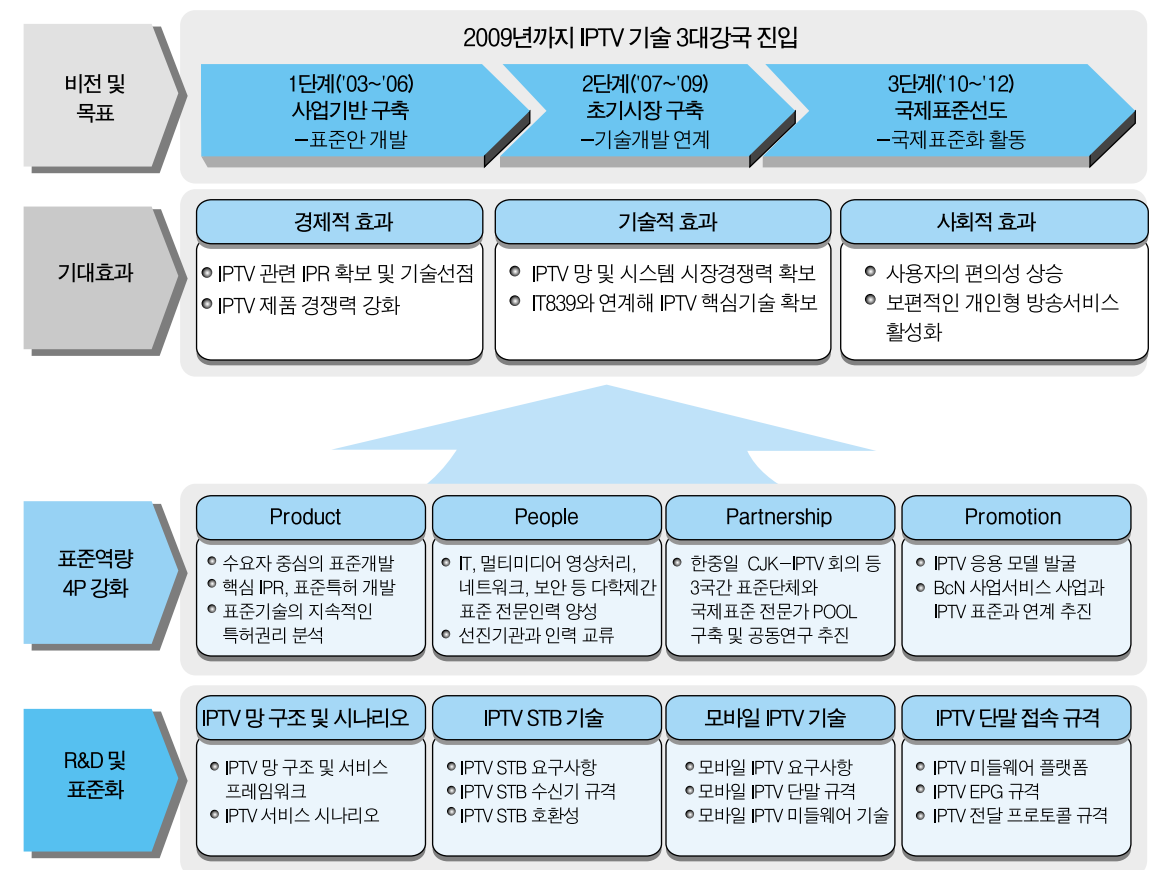 비전 및
목표
2009년까지 IPTV 기술 3대강국 진입
1단계('03~'06)
사업기반 구축
–표준안 개발
2단계('07~'09)
초기시장 구축
–기술개발 연계
3단계('10~'12)
국제표준선도
–국제표준화 활동
기대효과
경제적 효과
IPTV 관련 IPR 확보 및 기술선점
IPTV 제품 경쟁력 강화
기술적 효과
IPTV 망 및 시스템 시장경쟁력 확보
IT839와 연계해 IPTV 핵심기술 확보
사회적 효과
사용자의 편의성 상승
보편적인 개인형 방송서비스
활성화
표준역량
4P 강화
Product
수요자 중심의 표준개발
핵심 IPR, 표준특허 개발
표준기술의 지속적인
특허권리 분석
People
IT, 멀티미디어 영상처리,
네트워크, 보안 등 다학제간
표준 전문인력 양성
선진기관과 인력 교류
Partnership
한중일 CJK–IPTV 회의 등
3국간 표준단체와
국제표준 전문가 POOL
구축 및 공동연구 추진
Promotion
IPTV 응용 모델 발굴
BcN 사업서비스 사업과
IPTV 표준과 연계 추진
R&D 및
표준화
IPTV 망 구조 및 시나리오
IPTV 망 구조 및 서비스
프레임워크
IPTV 서비스 시나리오
IPTV STB 기술
IPTV STB 요구사항
IPTV STB 수신기 규격
IPTV STB 호환성
모바일 IPTV 기술
모바일 IPTV 요구사항
모바일 IPTV 단말 규격
모바일 IPTV 미들웨어 기술
IPTV 단말 접속 규격
IPTV 미들웨어 플랫폼
IPTV EPG 규격
IPTV 전달 프로토콜 규격